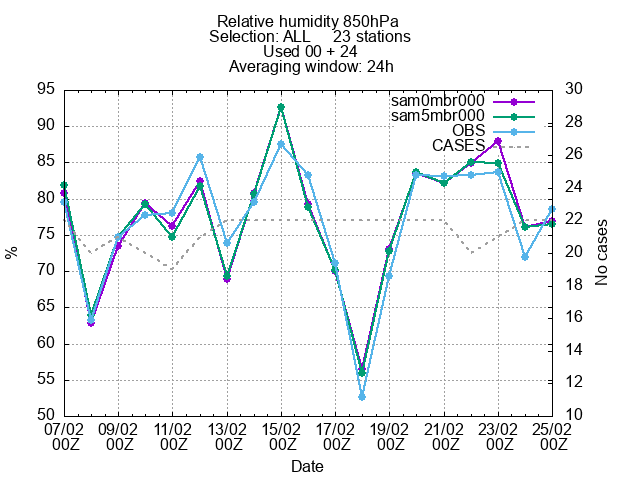 Relative humidity 850hPa
Selection: ALL 23 stations
Used 00 + 24
Averaging window: 24h
95 30
90 28
85 26
80 24
75 22
70 20
65 18
60 16
55 14
50 12
10
sam0mbr000
sam5mbr000
OBS
CASES
%
No cases
07/02 09/02 11/02 13/02 15/02 17/02 19/02 21/02 23/02 25/02
00Z 00Z 00Z 00Z 00Z 00Z 00Z 00Z 00Z 00Z
Date